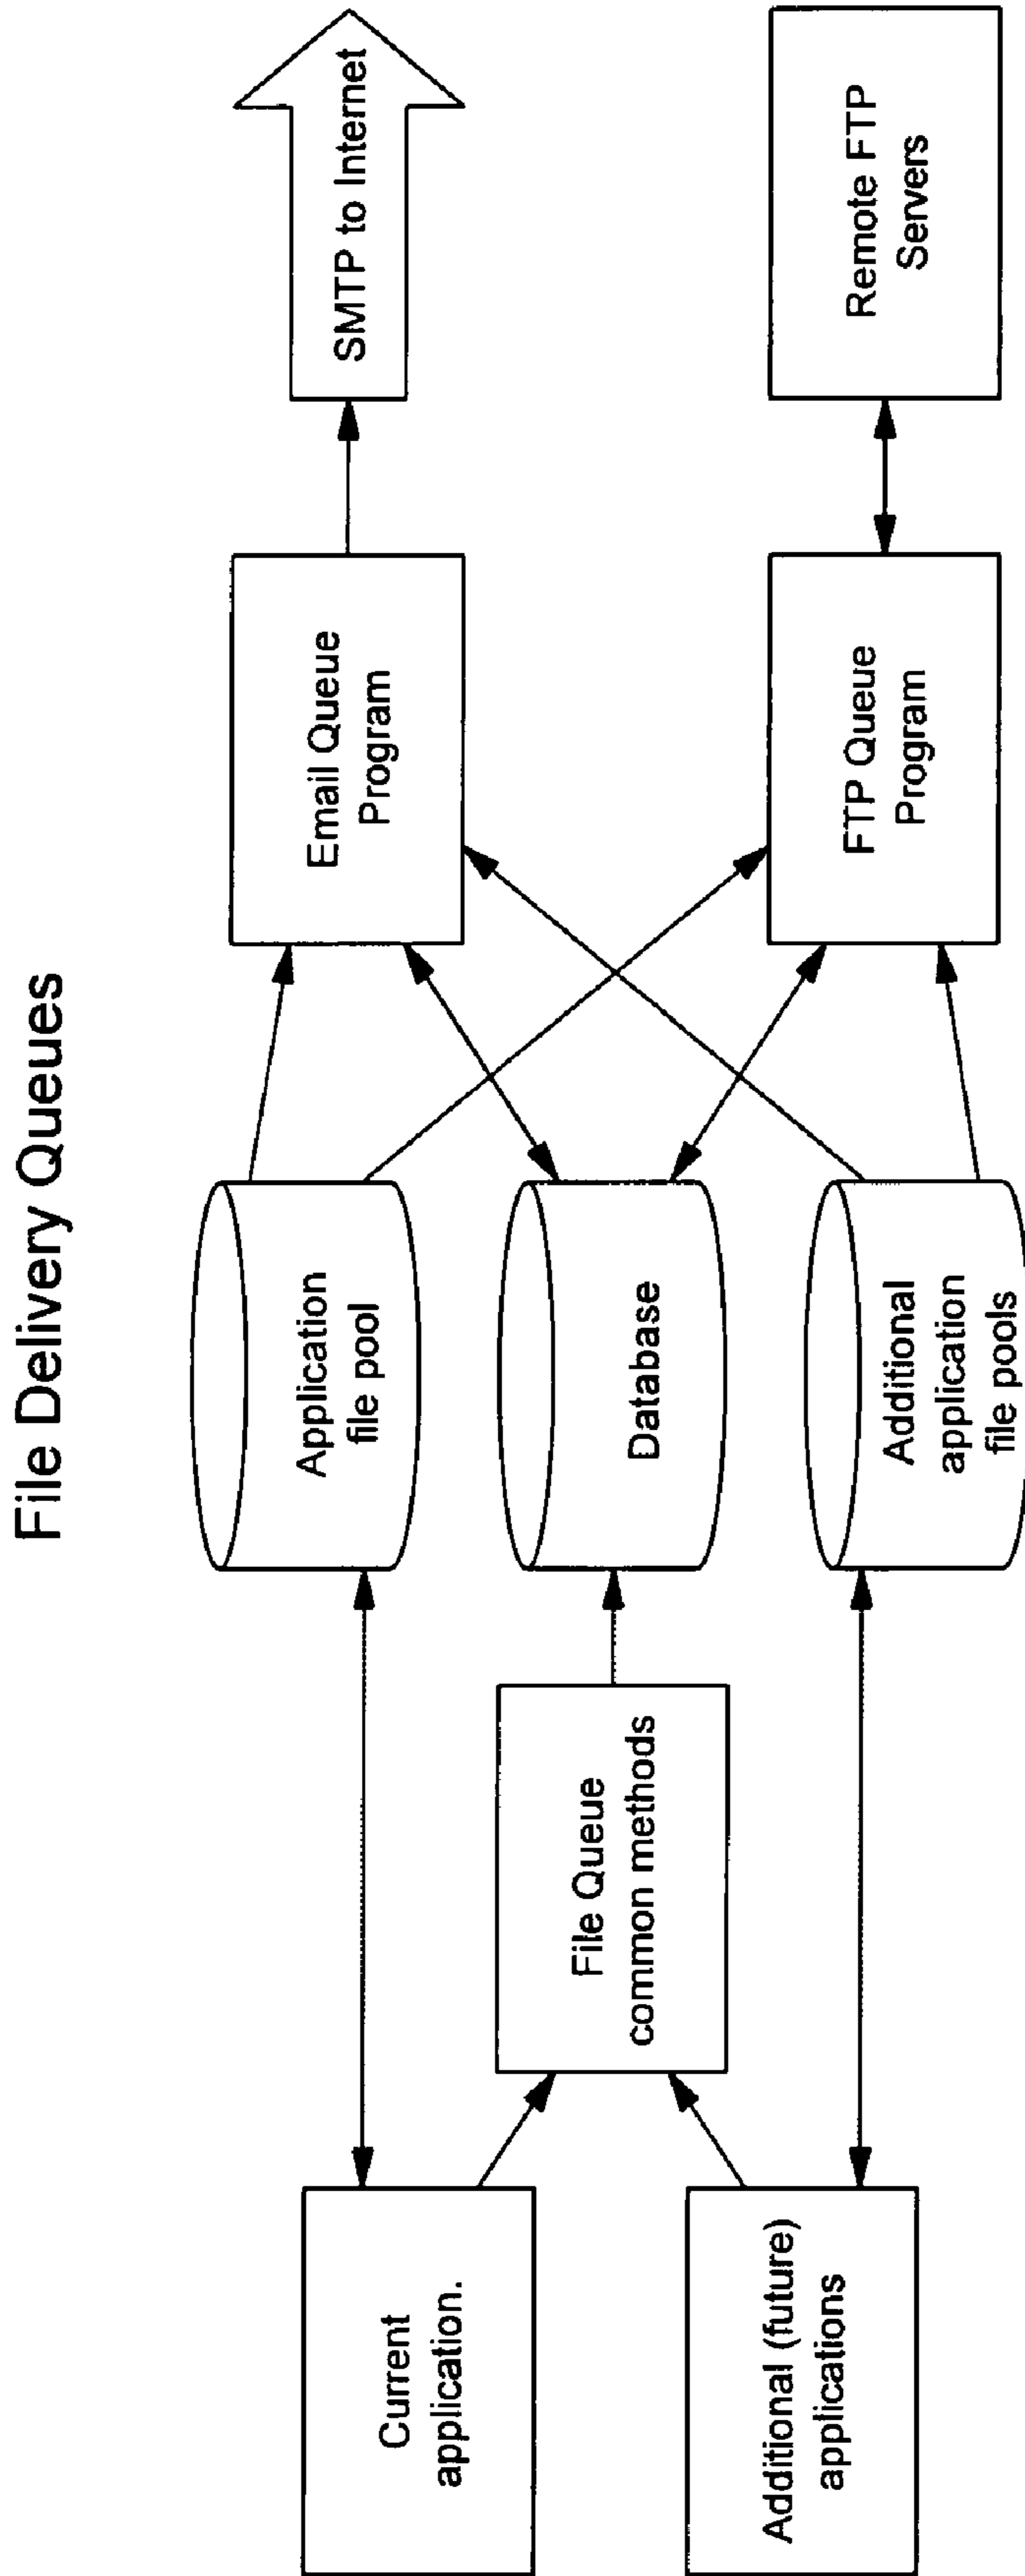 File Delivery Queues
Current
application.
Additional (future)
applications
File Queue
common methods
Application
file pool
Database
Additional
application
file pools
Email Queue
Program
FTP Queue
Program
SMTP to Internet
Remote FTP
Servers